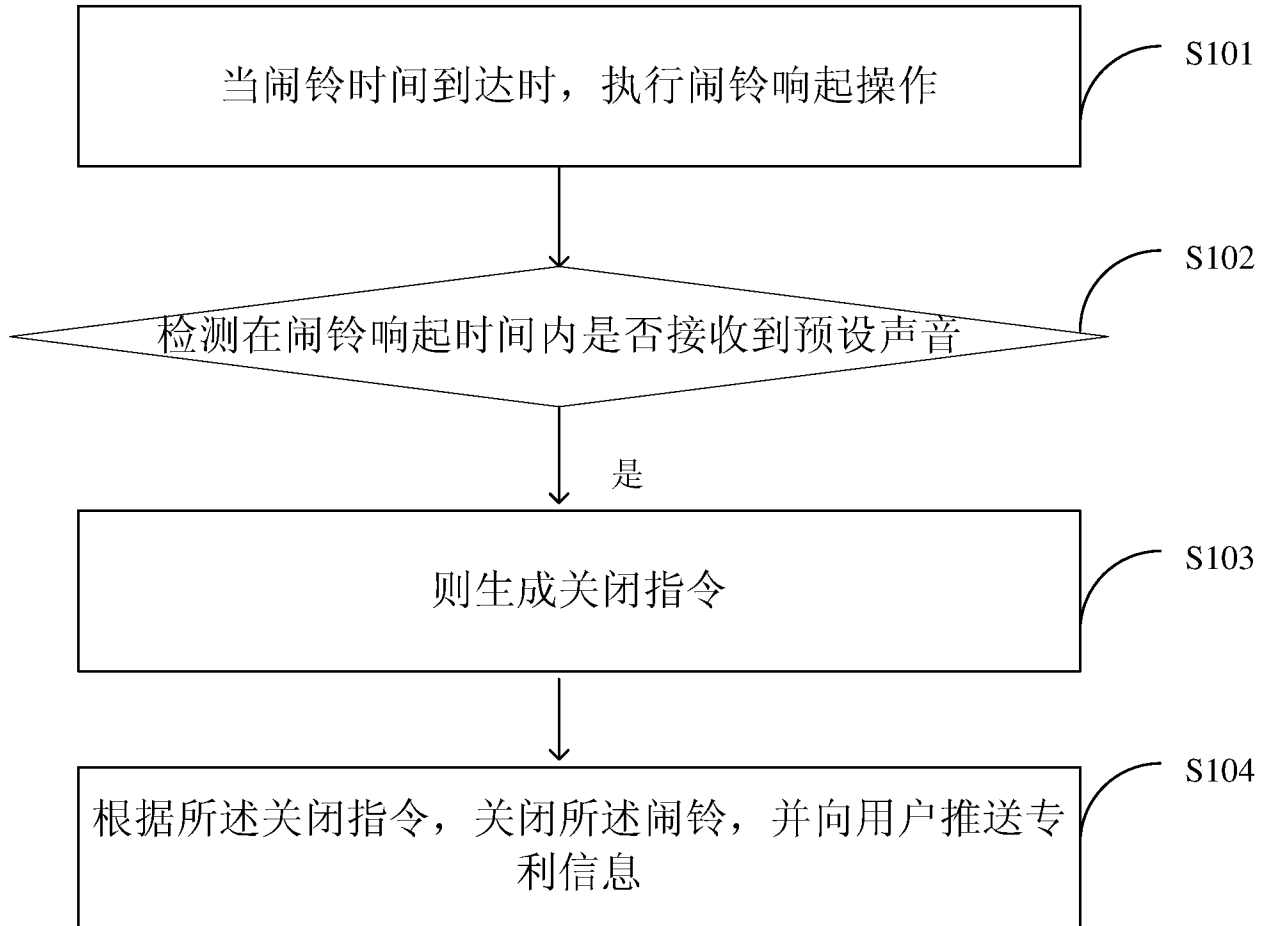 当闹铃时间到达时，执行闹铃响起操作
S101
检测在闹铃响起时间内是否接收到预设声音
S102
是
则生成关闭指令
S103
根据所述关闭指令，关闭所述闹铃，并向用户推送专
利信息
S104